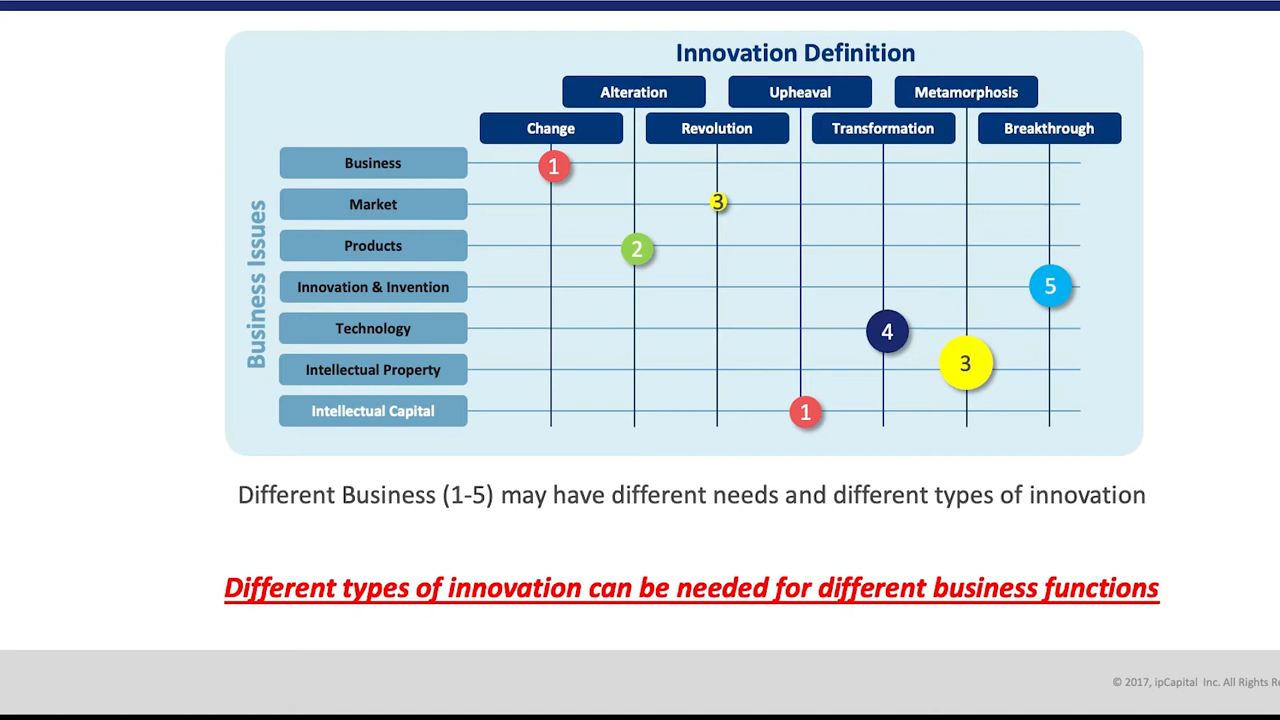 Innovation Definition
Alteration Upheaval Metamorphosis
Change Revolution Transformation Breakthrough
Business Issues
Business 1
Market 3
Products 2
Innovation & Invention 5
Technology 4
Intellectual Property 3
Intellectual Capital 1
Different Business (1-5) may have different needs and different types of innovation
Different types of innovation can be needed for different business functions
© 2017, ipCapital Inc. All Rights Re